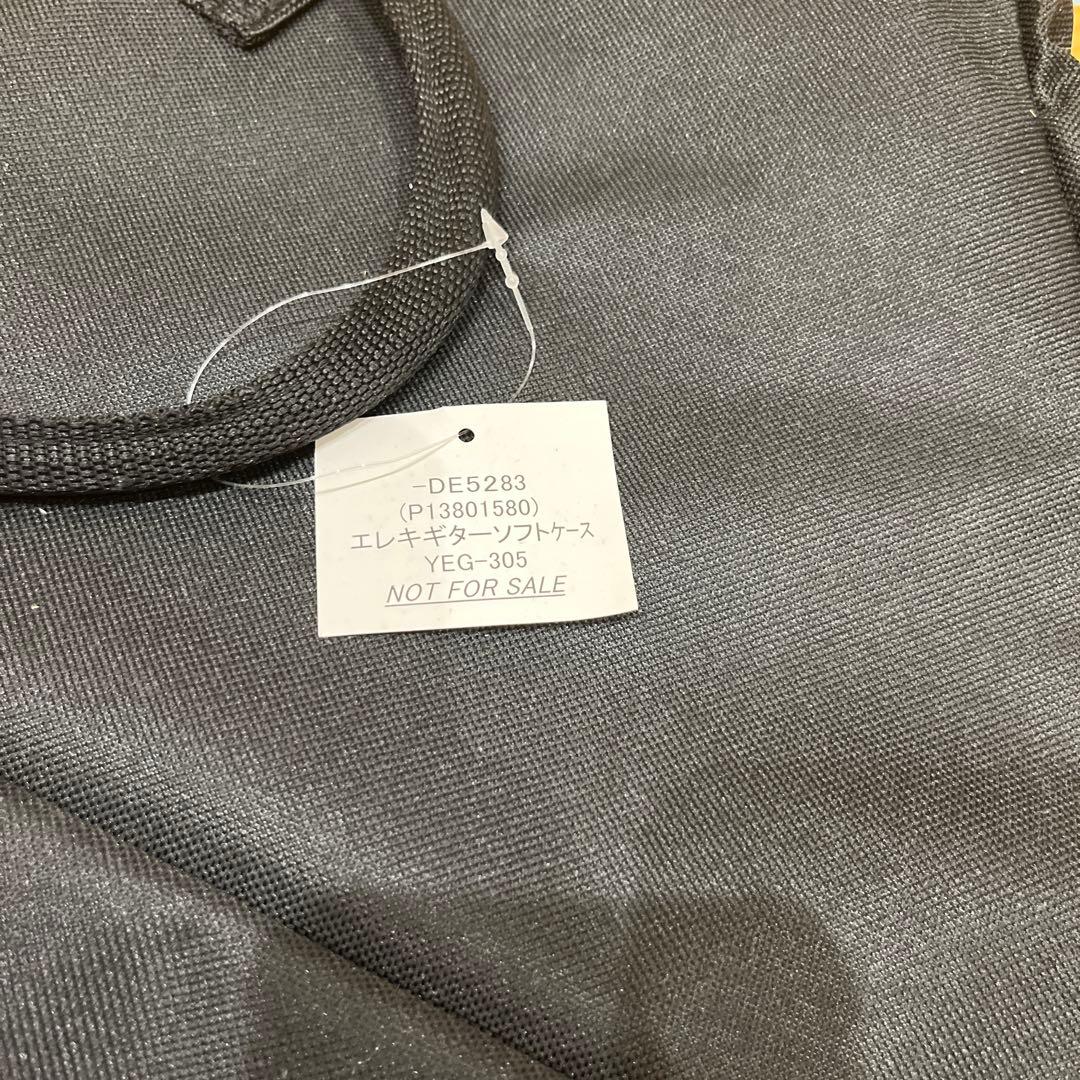 -DE5283
(P13801580)
エレキギターソフトケース
YEG-305
NOT FOR SALE